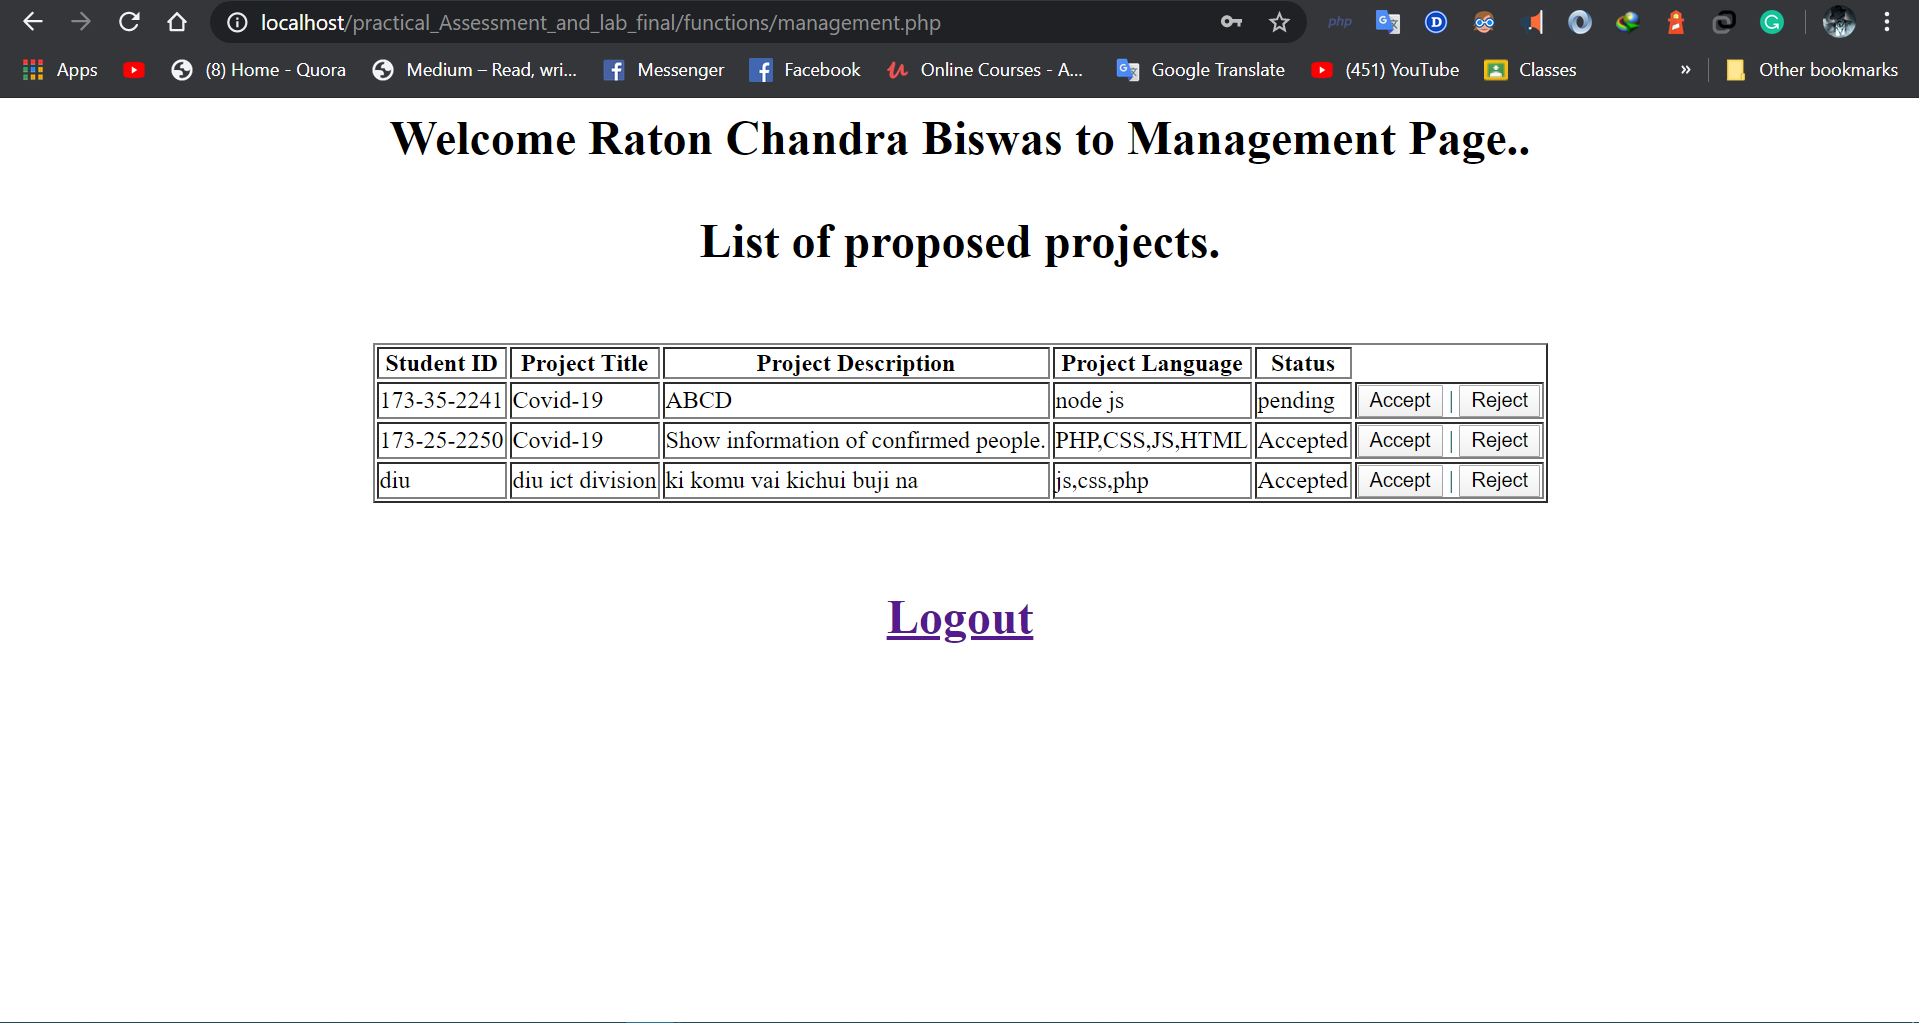 localhost/practical_Assessment_and_lab_final/functions/management.php php
Apps (8) Home - Quora Medium – Read, wri... Messenger Facebook Online Courses - A... Google Translate (451) YouTube Classes » Other bookmarks
Welcome Raton Chandra Biswas to Management Page..
List of proposed projects.
Student ID Project Title Project Description Project Language Status
173-35-2241 Covid-19 ABCD node js pending Accept | Reject
173-25-2250 Covid-19 Show information of confirmed people. PHP,CSS,JS,HTML Accepted Accept | Reject
diu diu ict division ki komu vai kichui buji na js,css,php Accepted Accept | Reject
Logout